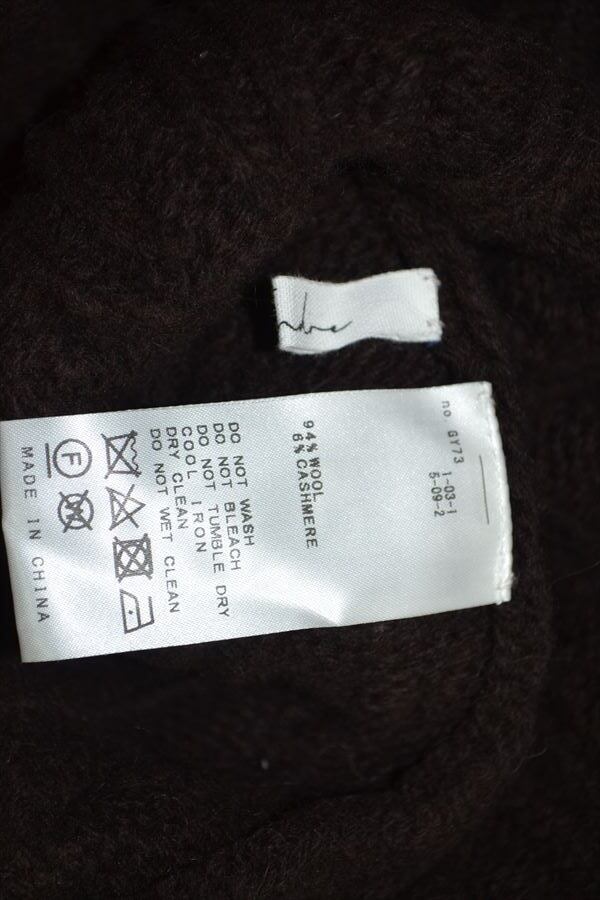 no. GY73 1-03-1
5-09-2
94% WOOL
6% CASHMERE
DO NOT WASH
DO NOT BLEACH
DO NOT TUMBLE DRY
COOL IRON
DRY CLEAN
DO NOT WET CLEAN
F
MADE IN CHINA